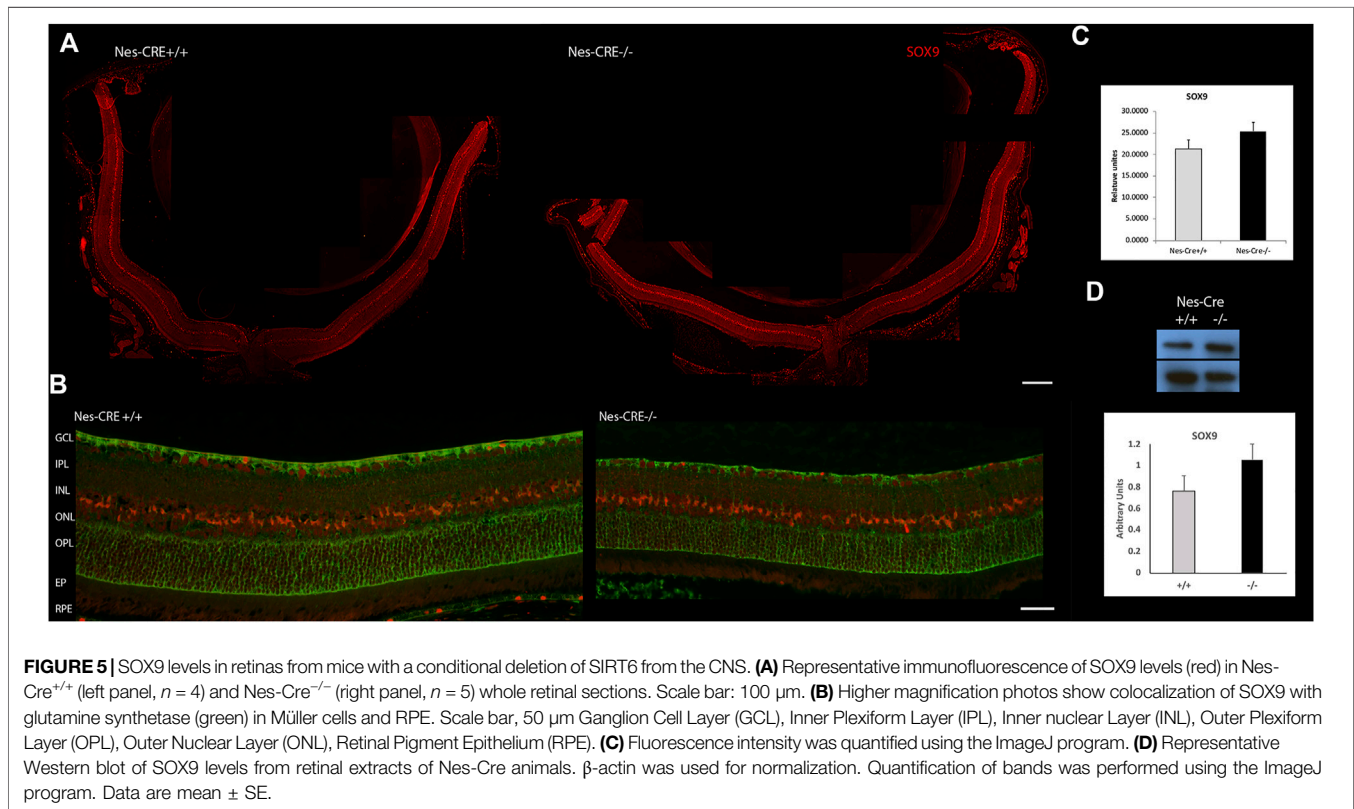 A
Nes-CRE+/+
Nes-CRE-/-
SOX9
B
Nes-CRE +/+
Nes-CRE-/-
GCL
IPL
INL
ONL
OPL
EP
RPE
C
SOX9
Relatuve unites
30.0000
25.0000
20.0000
15.0000
10.0000
5.0000
0.0000
Nes-Cre+/+
Nes-Cre-/-
D
Nes-Cre
+/+ -/-
SOX9
Arbitrary Units
1.2
1
0.8
0.6
0.4
0.2
0
+/+
-/-
FIGURE 5 | SOX9 levels in retinas from mice with a conditional deletion of SIRT6 from the CNS. (A) Representative immunofluorescence of SOX9 levels (red) in Nes-
Cre+/+ (left panel, n = 4) and Nes-Cre−/− (right panel, n = 5) whole retinal sections. Scale bar: 100 µm. (B) Higher magnification photos show colocalization of SOX9 with
glutamine synthetase (green) in Müller cells and RPE. Scale bar, 50 µm Ganglion Cell Layer (GCL), Inner Plexiform Layer (IPL), Inner nuclear Layer (INL), Outer Plexiform
Layer (OPL), Outer Nuclear Layer (ONL), Retinal Pigment Epithelium (RPE). (C) Fluorescence intensity was quantified using the ImageJ program. (D) Representative
Western blot of SOX9 levels from retinal extracts of Nes-Cre animals. β-actin was used for normalization. Quantification of bands was performed using the ImageJ
program. Data are mean ± SE.